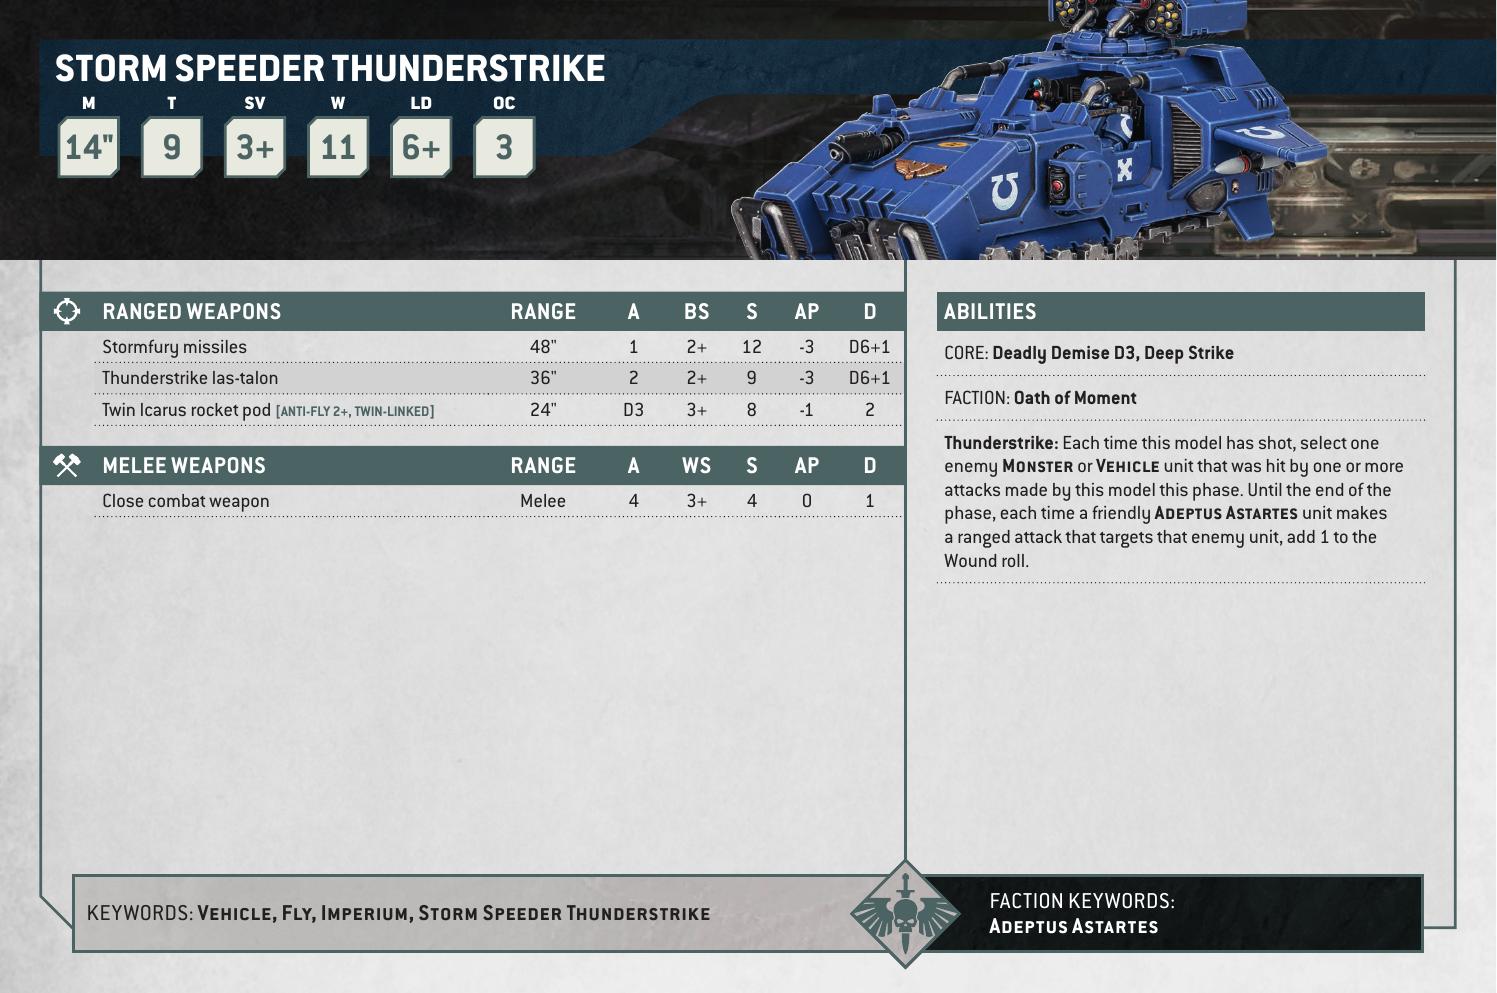 STORM SPEEDER THUNDERSTRIKE
M T SV W LD OC
14" 9 3+ 11 6+ 3
RANGED WEAPONS RANGE A BS S AP D
Stormfury missiles 48" 1 2+ 12 -3 D6+1
Thunderstrike las-talon 36" 2 2+ 9 -3 D6+1
Twin Icarus rocket pod [ANTI-FLY 2+, TWIN-LINKED] 24" D3 3+ 8 -1 2
MELEE WEAPONS RANGE A WS S AP D
Close combat weapon Melee 4 3+ 4 0 1
ABILITIES
CORE: Deadly Demise D3, Deep Strike
FACTION: Oath of Moment
Thunderstrike: Each time this model has shot, select one
enemy MONSTER or VEHICLE unit that was hit by one or more
attacks made by this model this phase. Until the end of the
phase, each time a friendly ADEPTUS ASTARTES unit makes
a ranged attack that targets that enemy unit, add 1 to the
Wound roll.
KEYWORDS: VEHICLE, FLY, IMPERIUM, STORM SPEEDER THUNDERSTRIKE
FACTION KEYWORDS:
ADEPTUS ASTARTES